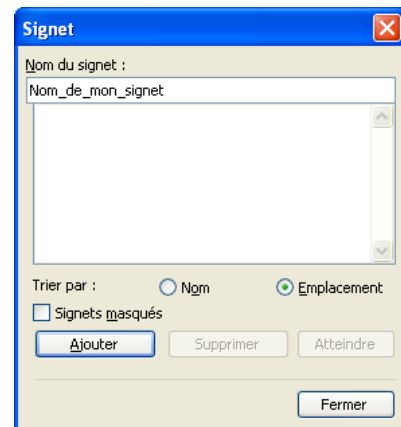 Signet
Nom du signet :
Nom_de_mon_signet
Trier par : Nom Emplacement
Signets masqués
Ajouter Supprimer Atteindre
Fermer